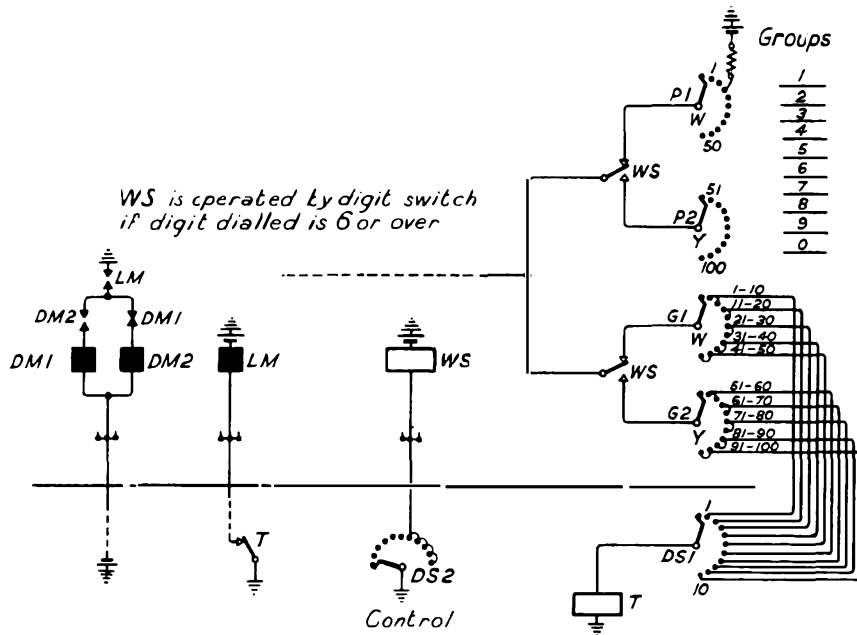 Groups
1
2
3
4
5
6
7
8
9
0
1
P1
W
50
WS
51
P2
Y
100
WS is operated by digit switch
if digit dialled is 6 or over
LM
DM2
DM1
DM1
DM2
LM
WS
1-10
11-20
21-30
31-40
41-50
G1
W
WS
51-60
61-70
71-80
81-90
91-100
G2
Y
T
DS2
Control
1
DS1
10
T